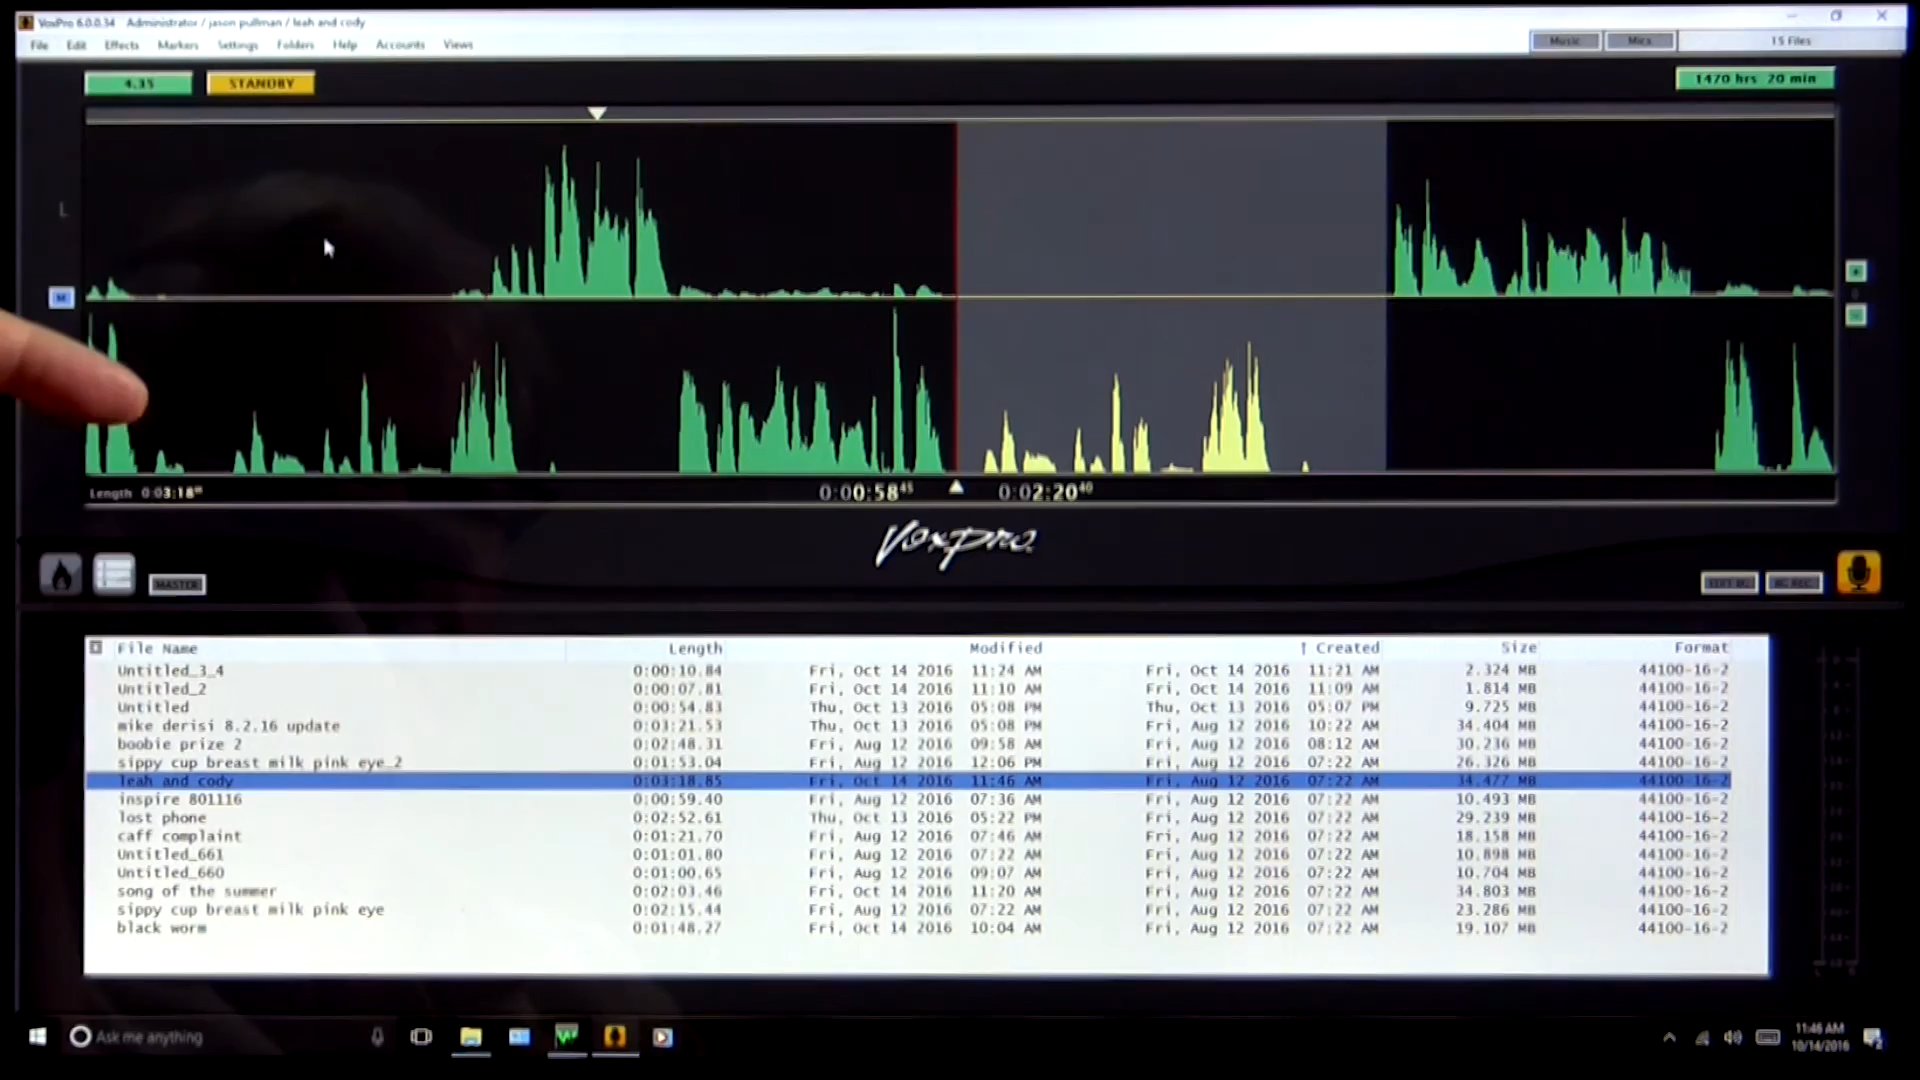 VoxPro 6.0.0.34 Administrator / jason pullman / leah and cody
File Edit Effects Markers Settings Folders Help Accounts Views
Music Mics 15 Files
4.35 STANDBY 1470 hrs 20 min
L
M
Length 0:03:18
0:00:58 45 0:02:20 40
VoxPro
MASTER
File Name Length Modified Created Size Format
Untitled_3_4 0:00:10.84 Fri, Oct 14 2016 11:24 AM Fri, Oct 14 2016 11:21 AM 2.324 MB 44100-16-2
Untitled_2 0:00:07.81 Fri, Oct 14 2016 11:10 AM Fri, Oct 14 2016 11:09 AM 1.814 MB 44100-16-2
Untitled 0:00:54.83 Thu, Oct 13 2016 05:08 PM Thu, Oct 13 2016 05:07 PM 9.725 MB 44100-16-2
mike derisi 8.2.16 update 0:03:21.53 Thu, Oct 13 2016 05:08 PM Fri, Aug 12 2016 10:22 AM 34.404 MB 44100-16-2
boobie prize 2 0:02:48.31 Fri, Aug 12 2016 09:58 AM Fri, Aug 12 2016 08:12 AM 30.236 MB 44100-16-2
sippy cup breast milk pink eye_2 0:01:53.04 Fri, Aug 12 2016 12:06 PM Fri, Aug 12 2016 07:22 AM 26.326 MB 44100-16-2
leah and cody 0:03:18.85 Fri, Oct 14 2016 11:46 AM Fri, Aug 12 2016 07:22 AM 34.477 MB 44100-16-2
inspire 801116 0:00:59.40 Fri, Aug 12 2016 07:36 AM Fri, Aug 12 2016 07:22 AM 10.493 MB 44100-16-2
lost phone 0:02:52.61 Thu, Oct 13 2016 05:22 PM Fri, Aug 12 2016 07:22 AM 29.239 MB 44100-16-2
caff complaint 0:01:21.70 Fri, Aug 12 2016 07:46 AM Fri, Aug 12 2016 07:22 AM 18.158 MB 44100-16-2
Untitled_661 0:01:01.80 Fri, Aug 12 2016 07:22 AM Fri, Aug 12 2016 07:22 AM 10.898 MB 44100-16-2
Untitled_660 0:01:00.65 Fri, Aug 12 2016 09:07 AM Fri, Aug 12 2016 07:22 AM 10.704 MB 44100-16-2
song of the summer 0:02:03.46 Fri, Oct 14 2016 11:20 AM Fri, Aug 12 2016 07:22 AM 34.803 MB 44100-16-2
sippy cup breast milk pink eye 0:02:15.44 Fri, Aug 12 2016 07:22 AM Fri, Aug 12 2016 07:22 AM 23.286 MB 44100-16-2
black worm 0:01:48.27 Fri, Oct 14 2016 10:04 AM Fri, Aug 12 2016 07:22 AM 19.107 MB 44100-16-2
Ask me anything
11:46 AM
10/14/2016